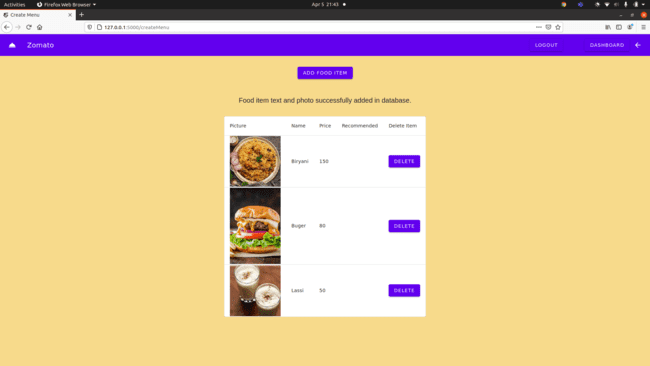 Activities Firefox Web Browser Apr 5 21:43
Create Menu
127.0.0.1:5000/createMenu
Zomato LOGOUT DASHBOARD
ADD FOOD ITEM
Food item text and photo successfully added in database.
Picture Name Price Recommended Delete Item
Biryani 150 DELETE
Buger 80 DELETE
Lassi 50 DELETE